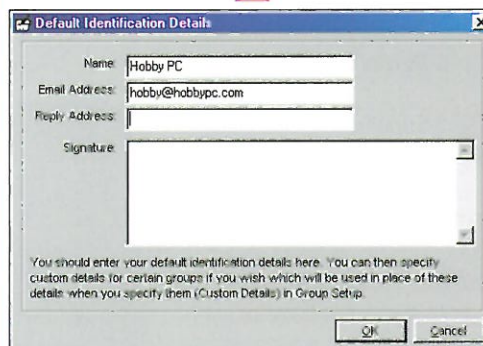 Default Identification Details
Name: Hobby PC
Email Address: hobby@hobbypc.com
Reply Address:
Signature:
You should enter your default identification details here. You can then specify
custom details for certain groups if you wish which will be used in place of these
details when you specify them (Custom Details) in Group Setup.
OK Cancel